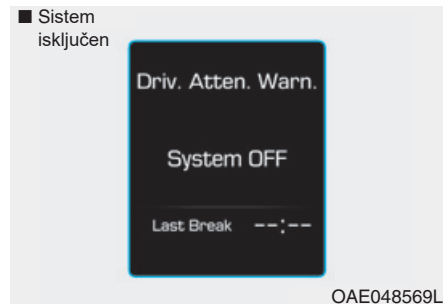 ■ Sistem
isključen
Driv. Atten. Warn.
System OFF
Last Break --:--
OAE048569L